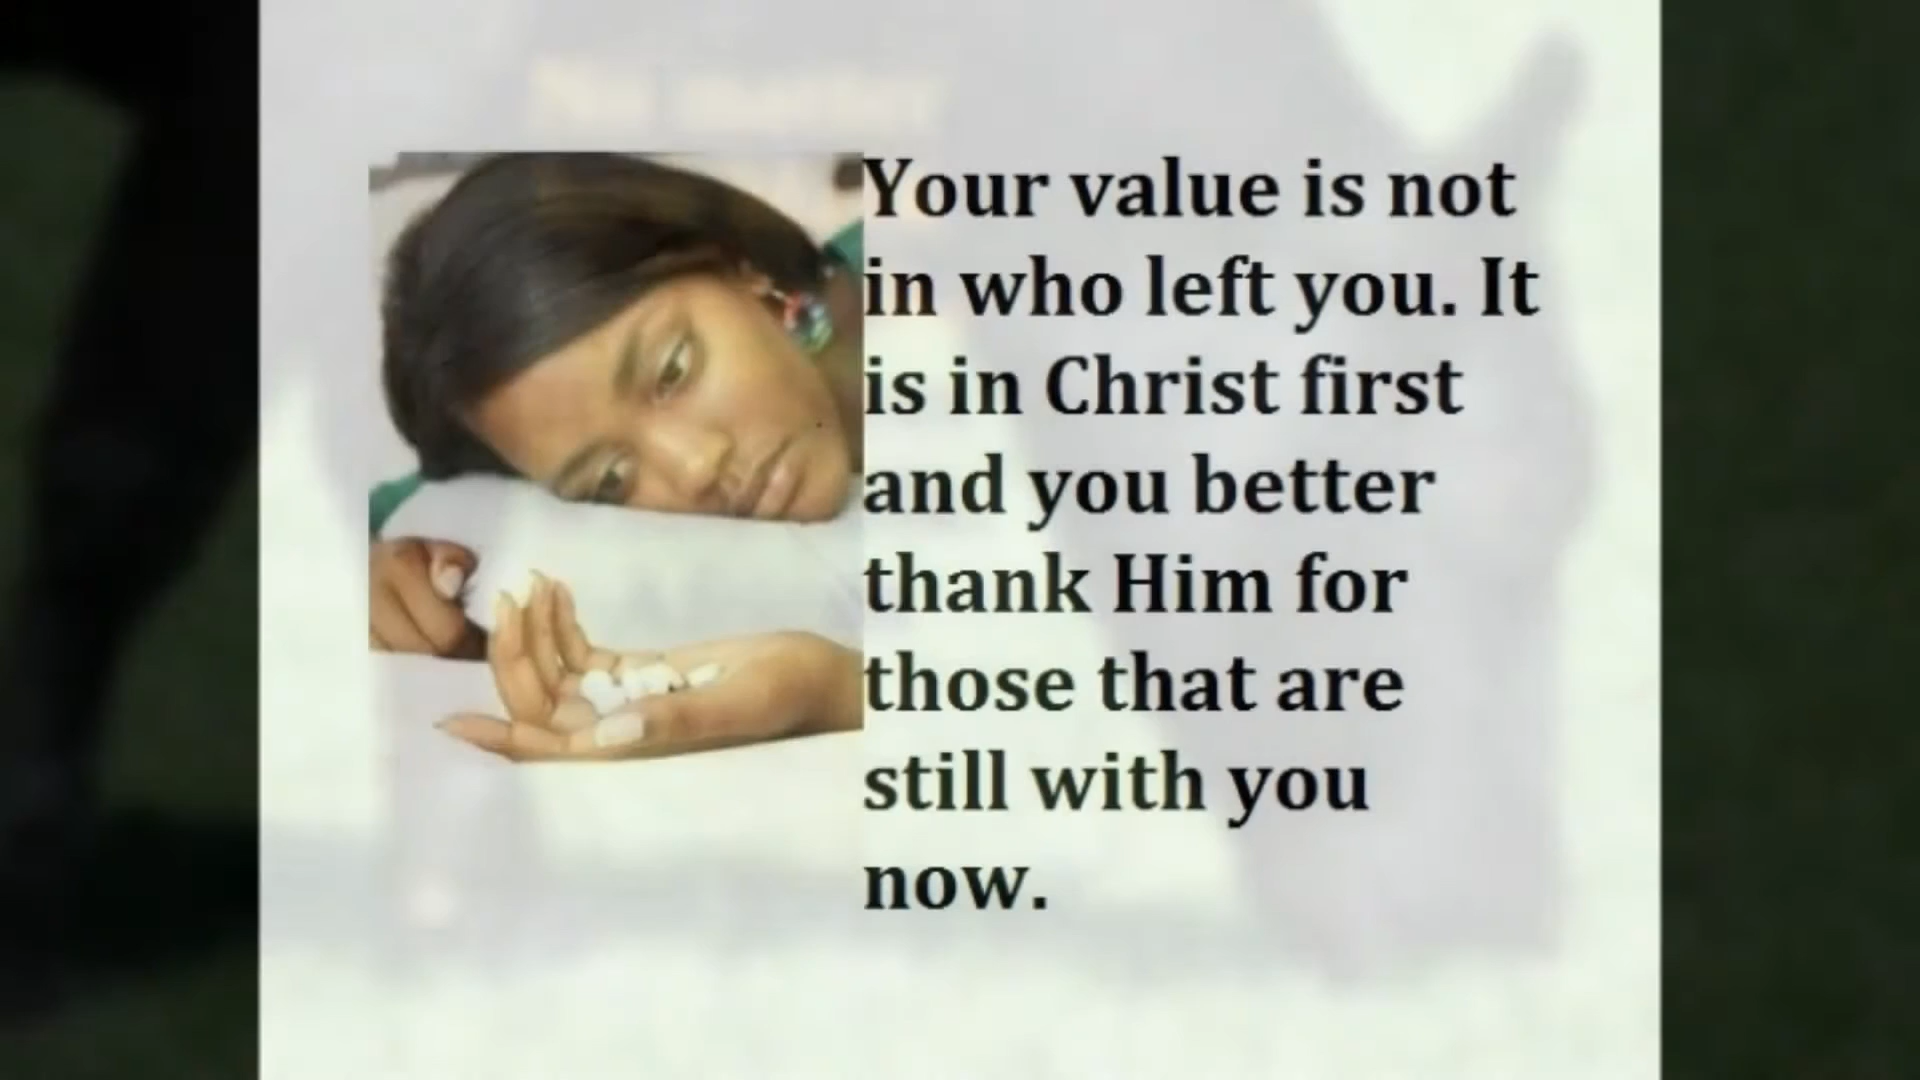 Your value is not
in who left you. It
is in Christ first
and you better
thank Him for
those that are
still with you
now.